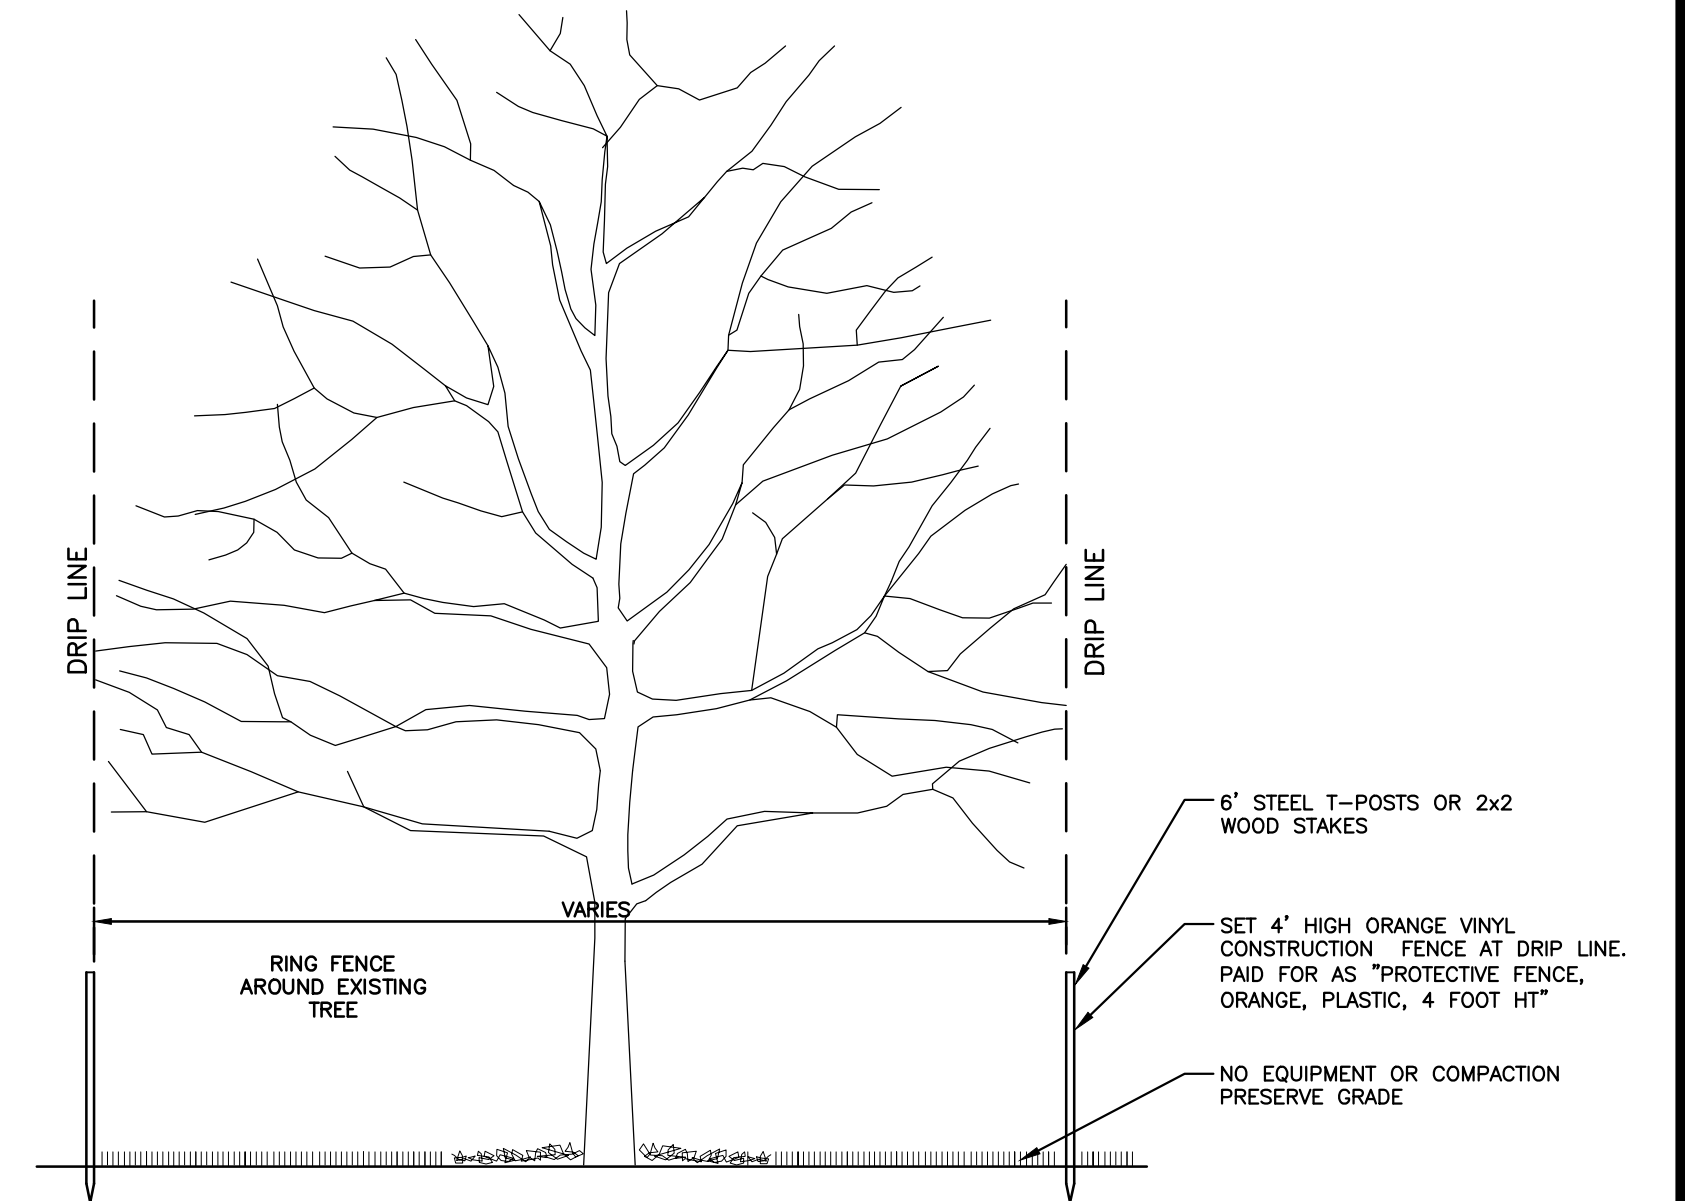 DRIP LINE
DRIP LINE
6' STEEL T-POSTS OR 2x2
WOOD STAKES
VARIES
SET 4' HIGH ORANGE VINYL
CONSTRUCTION FENCE AT DRIP LINE.
PAID FOR AS "PROTECTIVE FENCE,
ORANGE, PLASTIC, 4 FOOT HT"
RING FENCE
AROUND EXISTING
TREE
NO EQUIPMENT OR COMPACTION
PRESERVE GRADE